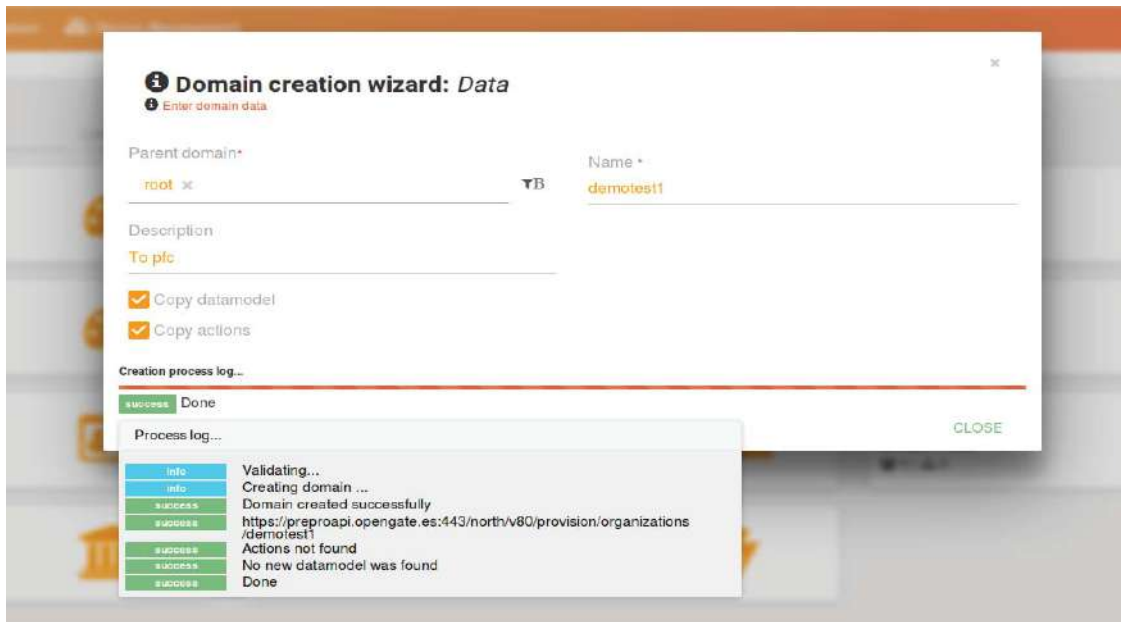 Domain creation wizard: Data
Enter domain data
Parent domain*
root ×
B
Name *
demotest1
Description
To pfc
Copy datamodel
Copy actions
Creation process log...
success Done
CLOSE
Process log...
info Validating...
info Creating domain ...
success Domain created successfully
success https://preproapi.opengate.es:443/north/v80/provision/organizations
/demotest1
success Actions not found
success No new datamodel was found
success Done